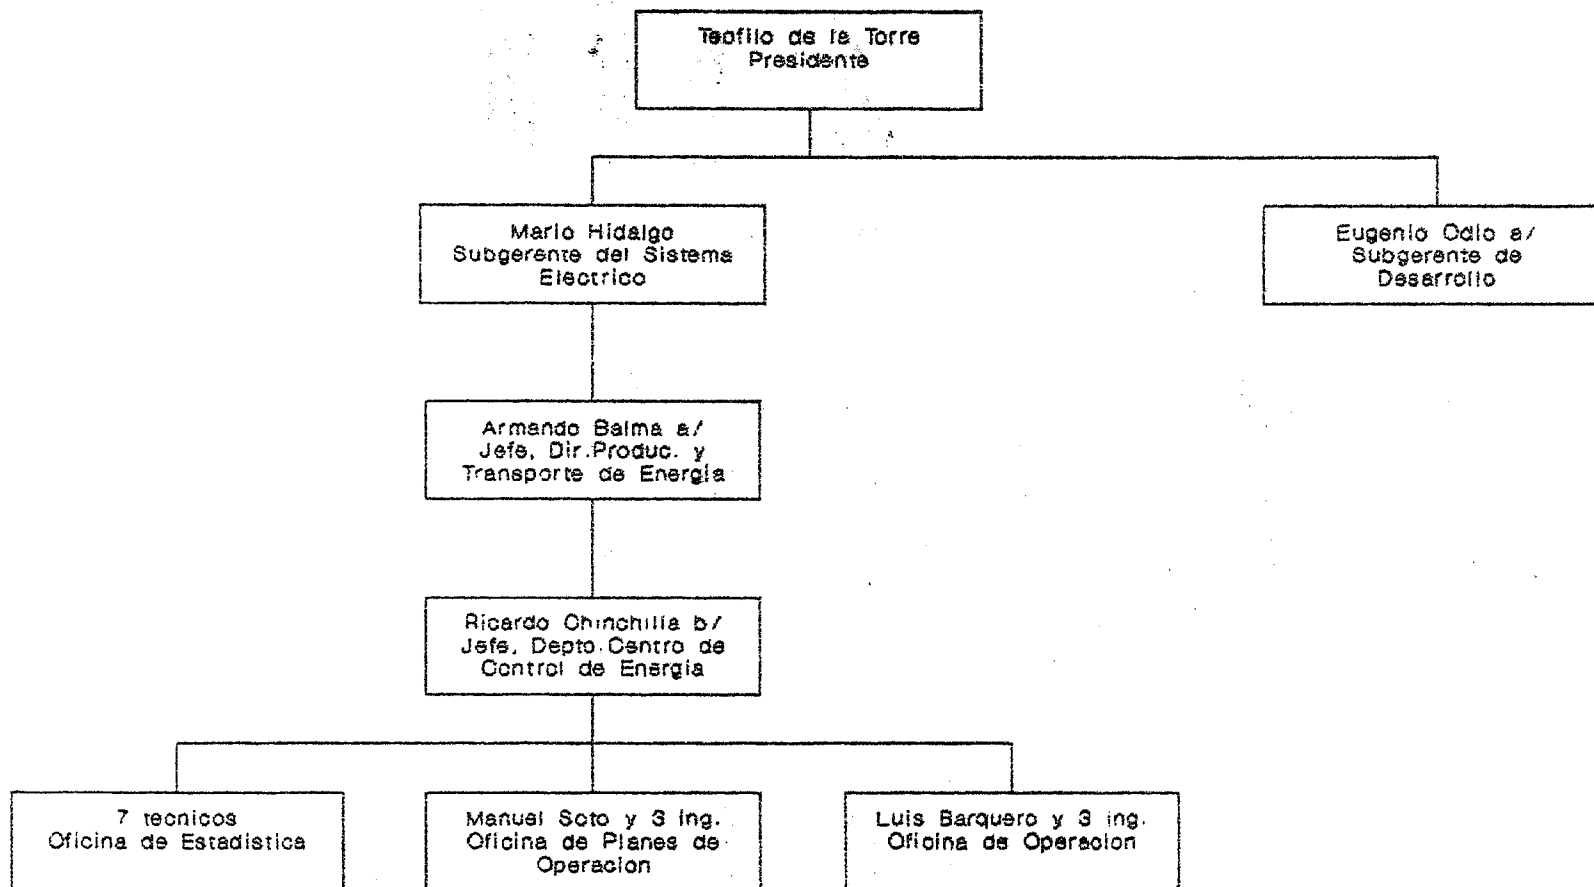 Teofilo de la Torre
Presidente
Mario Hidalgo
Subgerente del Sistema
Electrico
Eugenio Odio a/
Subgerente de
Desarrollo
Armando Balma a/
Jefe, Dir.Produc. y
Transporte de Energía
Ricardo Chinchilla b/
Jefe, Depto.Centro de
Control de Energia
7 tecnicos
Oficina de Estadistica
Manuel Soto y 3 ing.
Oficina de Planes de
Operacion
Luis Barquero y 3 ing.
Oficina de Operacion